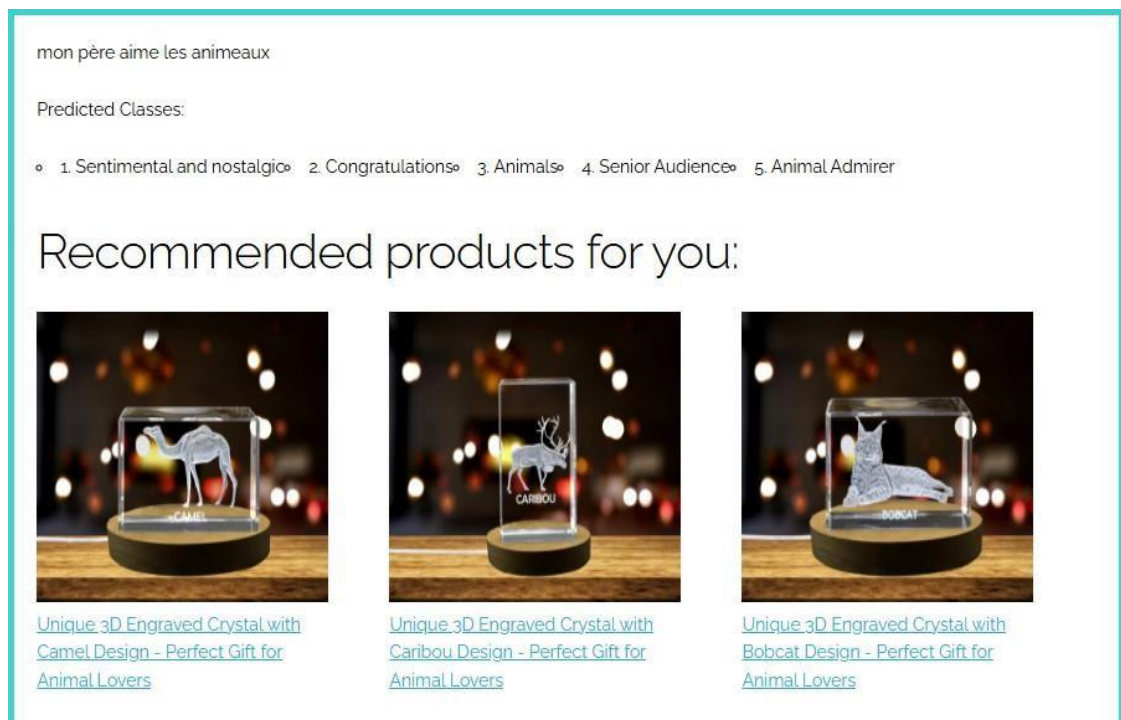 mon père aime les animeaux
Predicted Classes:
1. Sentimental and nostalgic 2. Congratulations 3. Animals 4. Senior Audience 5. Animal Admirer
Recommended products for you:
CAMEL
CARIBOU
BOBCAT
Unique 3D Engraved Crystal with
Camel Design - Perfect Gift for
Animal Lovers
Unique 3D Engraved Crystal with
Caribou Design - Perfect Gift for
Animal Lovers
Unique 3D Engraved Crystal with
Bobcat Design - Perfect Gift for
Animal Lovers